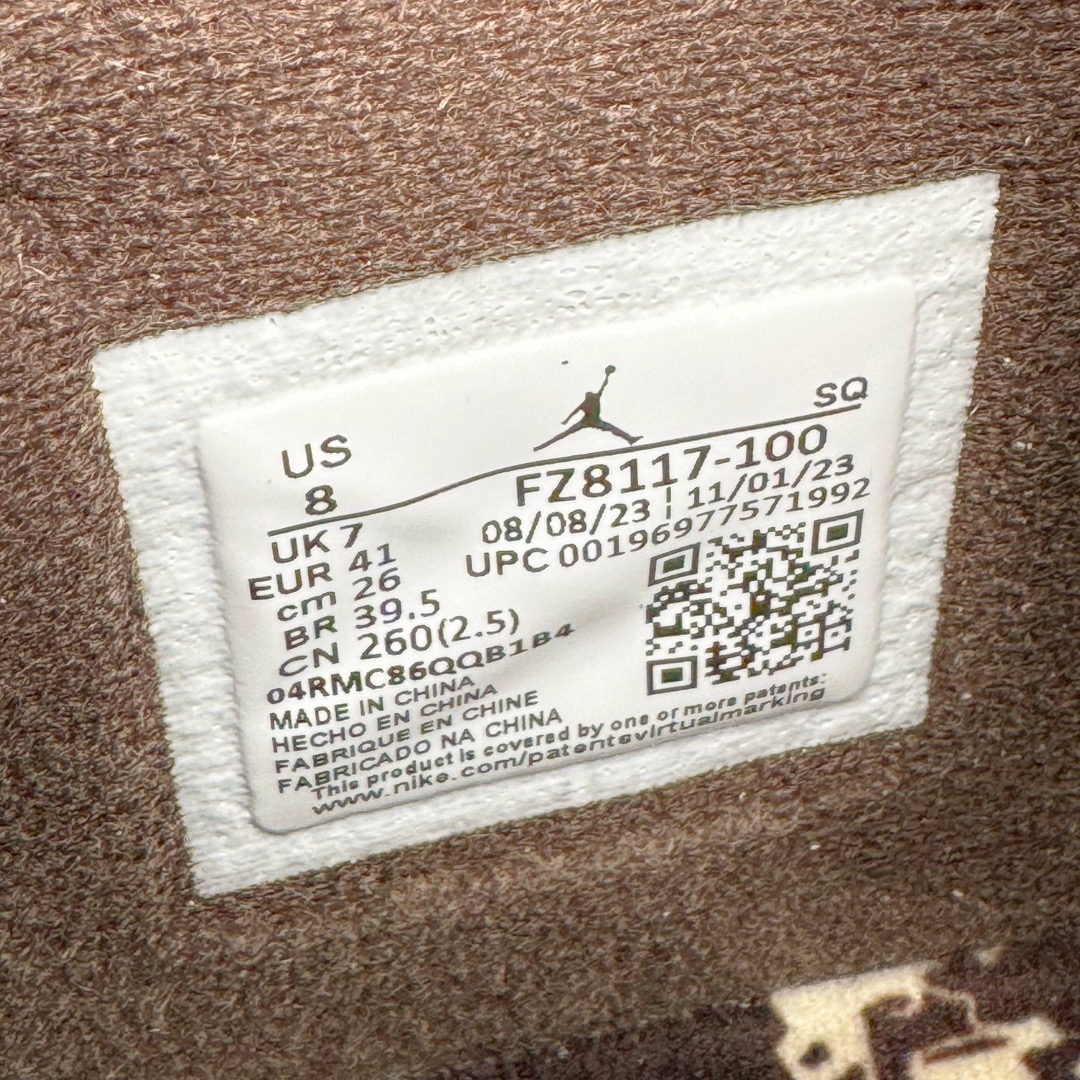 SQ
US
8
FZ8117-100
08/08/23 ¦ 11/01/23
UPC 00196977571992
UK 7
EUR 41
cm 26
BR 39.5
CN 260(2.5)
04RMC86QQB1B4
MADE IN CHINA
HECHO EN CHINA
FABRIQUE EN CHINE
FABRICADO NA CHINA
This product is covered by one or more patents:
www.nike.com/patentsvirtualmarking